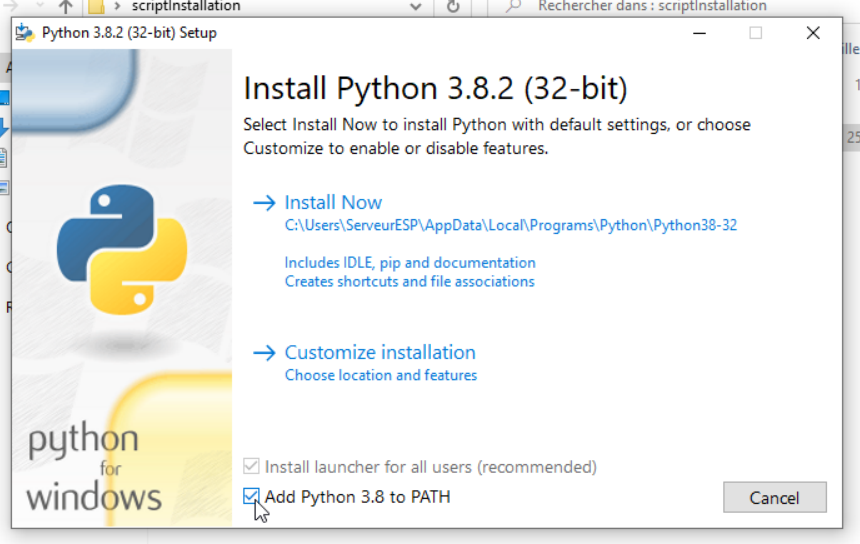 scriptInstallation
Rechercher dans : scriptInstallation
Python 3.8.2 (32-bit) Setup
Install Python 3.8.2 (32-bit)
Select Install Now to install Python with default settings, or choose
Customize to enable or disable features.
Install Now
C:\Users\ServeurESP\AppData\Local\Programs\Python\Python38-32
Includes IDLE, pip and documentation
Creates shortcuts and file associations
Customize installation
Choose location and features
python
for
windows
Install launcher for all users (recommended)
Add Python 3.8 to PATH
Cancel